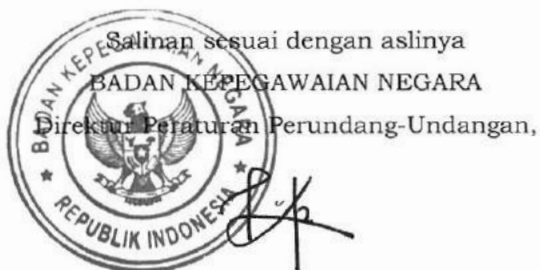 Salinan sesuai dengan aslinya
BADAN KEPEGAWAIAN NEGARA
Direktur Peraturan Perundang-Undangan,
BADAN KEPEGAWAIAN NEGARA
REPUBLIK INDONESIA